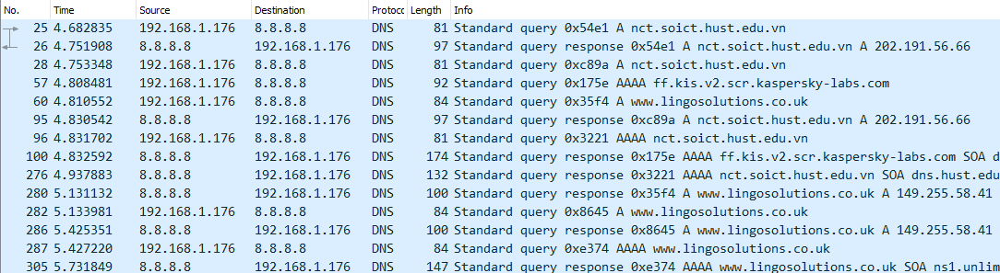 No. Time Source Destination Protoc Length Info
25 4.682835 192.168.1.176 8.8.8.8 DNS 81 Standard query 0x54e1 A nct.soict.hust.edu.vn
26 4.751908 8.8.8.8 192.168.1.176 DNS 97 Standard query response 0x54e1 A nct.soict.hust.edu.vn A 202.191.56.66
28 4.753348 192.168.1.176 8.8.8.8 DNS 81 Standard query 0xc89a A nct.soict.hust.edu.vn
57 4.808481 192.168.1.176 8.8.8.8 DNS 92 Standard query 0x175e AAAA ff.kis.v2.scr.kaspersky-labs.com
60 4.810552 192.168.1.176 8.8.8.8 DNS 84 Standard query 0x35f4 A www.lingosolutions.co.uk
95 4.830542 8.8.8.8 192.168.1.176 DNS 97 Standard query response 0xc89a A nct.soict.hust.edu.vn A 202.191.56.66
96 4.831702 192.168.1.176 8.8.8.8 DNS 81 Standard query 0x3221 AAAA nct.soict.hust.edu.vn
100 4.832592 8.8.8.8 192.168.1.176 DNS 174 Standard query response 0x175e AAAA ff.kis.v2.scr.kaspersky-labs.com SOA d
276 4.937883 8.8.8.8 192.168.1.176 DNS 132 Standard query response 0x3221 AAAA nct.soict.hust.edu.vn SOA dns.hust.edu
280 5.131132 8.8.8.8 192.168.1.176 DNS 100 Standard query response 0x35f4 A www.lingosolutions.co.uk A 149.255.58.41
282 5.133981 192.168.1.176 8.8.8.8 DNS 84 Standard query 0x8645 A www.lingosolutions.co.uk
286 5.425351 8.8.8.8 192.168.1.176 DNS 100 Standard query response 0x8645 A www.lingosolutions.co.uk A 149.255.58.41
287 5.427220 192.168.1.176 8.8.8.8 DNS 84 Standard query 0xe374 AAAA www.lingosolutions.co.uk
305 5.731849 8.8.8.8 192.168.1.176 DNS 147 Standard query response 0xe374 AAAA www.lingosolutions.co.uk SOA ns1.unlim